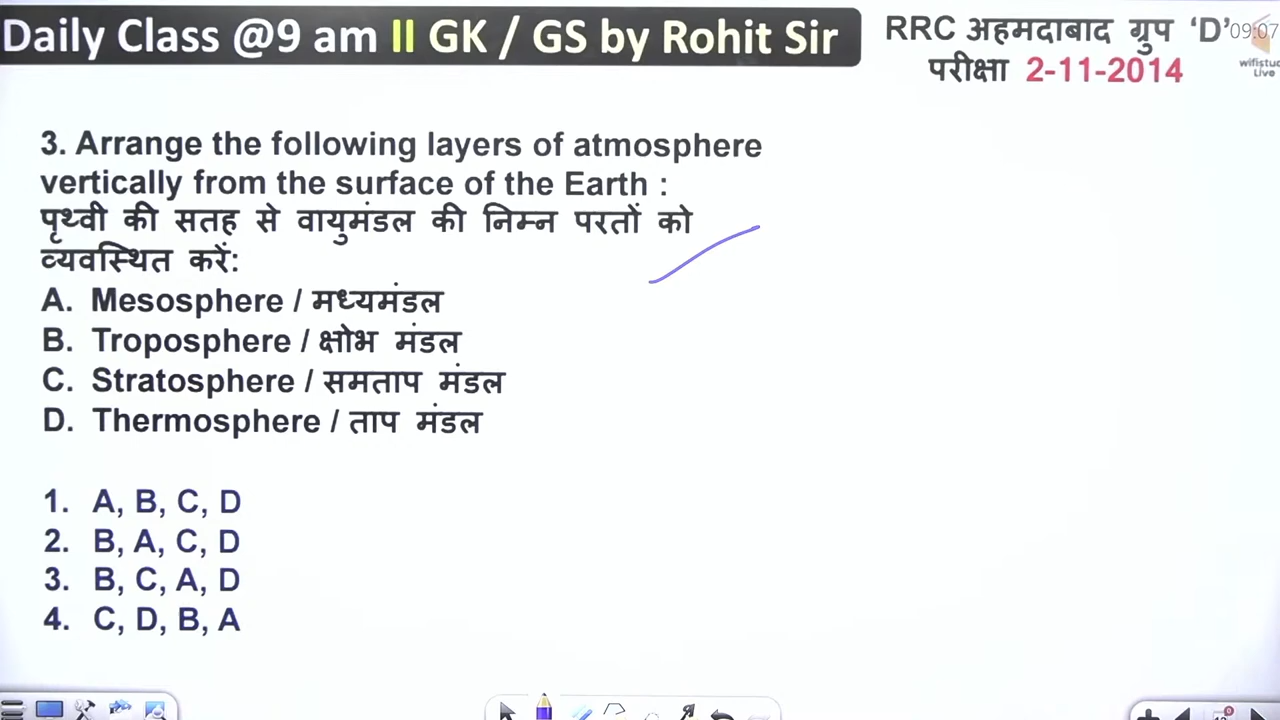 Daily Class @9 am II GK / GS by Rohit Sir
RRC अहमदाबाद ग्रुप ‘D’
परीक्षा 2-11-2014
09:07
wifistud
Live
3. Arrange the following layers of atmosphere
vertically from the surface of the Earth :
पृथ्वी की सतह से वायुमंडल की निम्न परतों को
व्यवस्थित करें:
A. Mesosphere / मध्यमंडल
B. Troposphere / क्षोभ मंडल
C. Stratosphere / समताप मंडल
D. Thermosphere / ताप मंडल
1. A, B, C, D
2. B, A, C, D
3. B, C, A, D
4. C, D, B, A